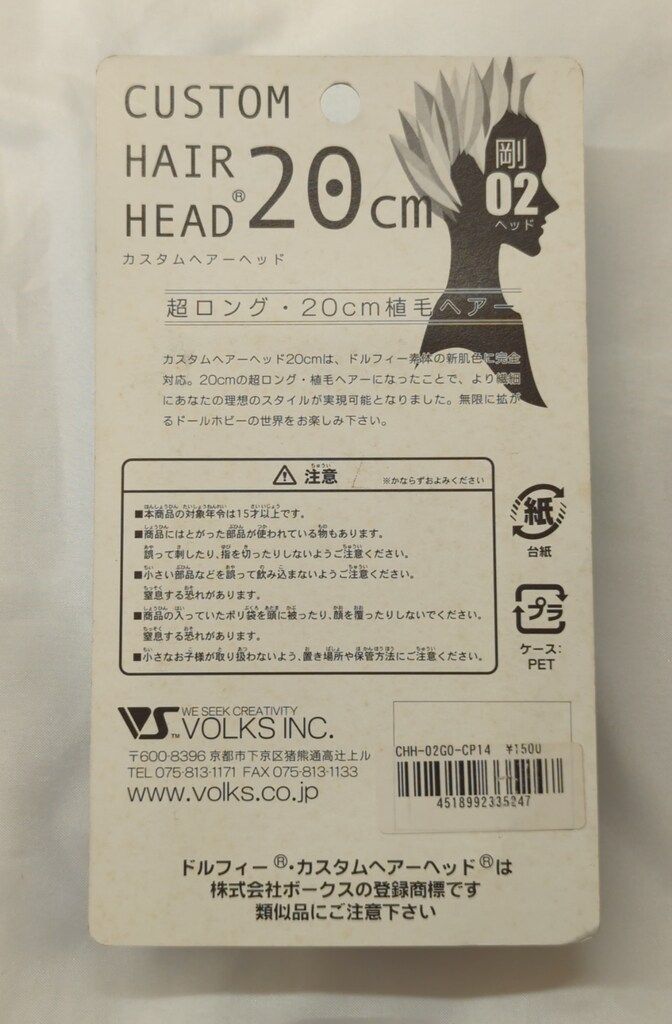 CUSTOM
HAIR
HEAD® 20cm
剛
02
ヘッド
カスタムヘアーヘッド
超ロング・20cm植毛ヘアー
カスタムヘアーヘッド20cmは、ドルフィー素体の新肌色に完全
対応。20cmの超ロング・植毛ヘアーになったことで、より繊細
にあなたの理想のスタイルが実現可能となりました。無限に拡が
るドールホビーの世界をお楽しみ下さい。
注意 ※かならずおよみください
■本商品の対象年令は15才以上です。
■商品にはとがった部品が使われている物もあります。
誤って刺したり、指を切ったりしないようご注意ください。
■小さい部品などを誤って飲み込まないようご注意ください。
窒息する恐れがあります。
■商品の入っていたポリ袋を頭に被ったり、顔を覆ったりしないでください。
窒息する恐れがあります。
■小さなお子様が取り扱わないよう、置き場所や保管方法にご注意ください。
紙
台紙
プラ
ケース:
PET
VS™ WE SEEK CREATIVITY
VOLKS INC.
〒600-8396 京都市下京区猪熊通高辻上ル
TEL 075-813-1171 FAX 075-813-1133
www.volks.co.jp
CHH-02GO-CP14 ¥1500
4518992335247
ドルフィー®・カスタムヘアーヘッド®は
株式会社ボークスの登録商標です
類似品にご注意下さい